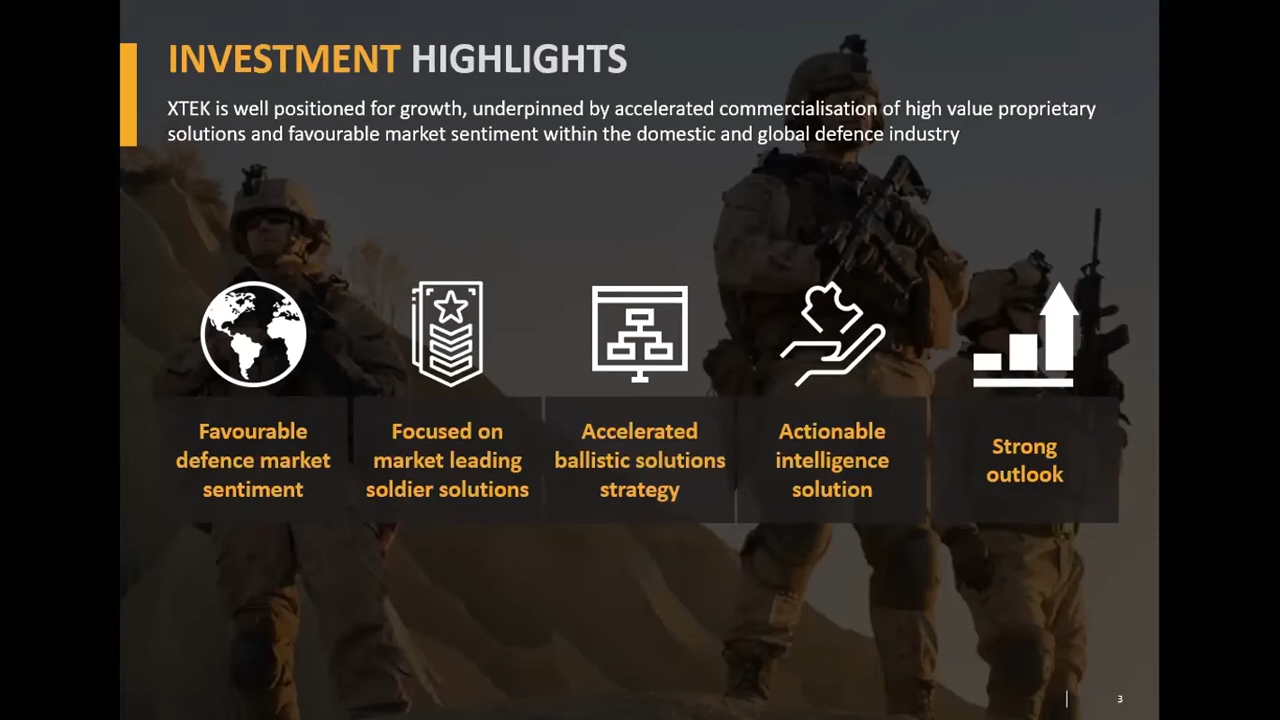 INVESTMENT HIGHLIGHTS
XTEK is well positioned for growth, underpinned by accelerated commercialisation of high value proprietary
solutions and favourable market sentiment within the domestic and global defence industry
Favourable
defence market
sentiment
Focused on
market leading
soldier solutions
Accelerated
ballistic solutions
strategy
Actionable
intelligence
solution
Strong
outlook
3